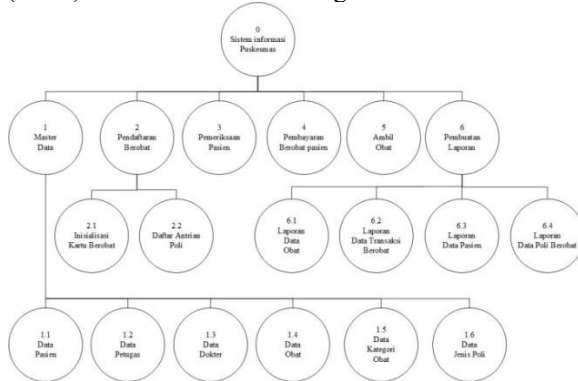 0
Sistem informasi
Puskesmas
1
Master
Data
2
Pendaftaran
Berobat
3
Pemeriksaan
Pasien
4
Pembayaran
Berobat pasien
5
Ambil
Obat
6
Pembuatan
Laporan
2.1
Inisialisasi
Kartu Berobat
2.2
Daftar Antrian
Poli
6.1
Laporan
Data
Obat
6.2
Laporan
Data Transaksi
Berobat
6.3
Laporan
Data Pasien
6.4
Laporan
Data Poli Berobat
1.1
Data
Pasien
1.2
Data
Petugas
1.3
Data
Dokter
1.4
Data
Obat
1.5
Data
Kategori
Obat
1.6
Data
Jenis Poli